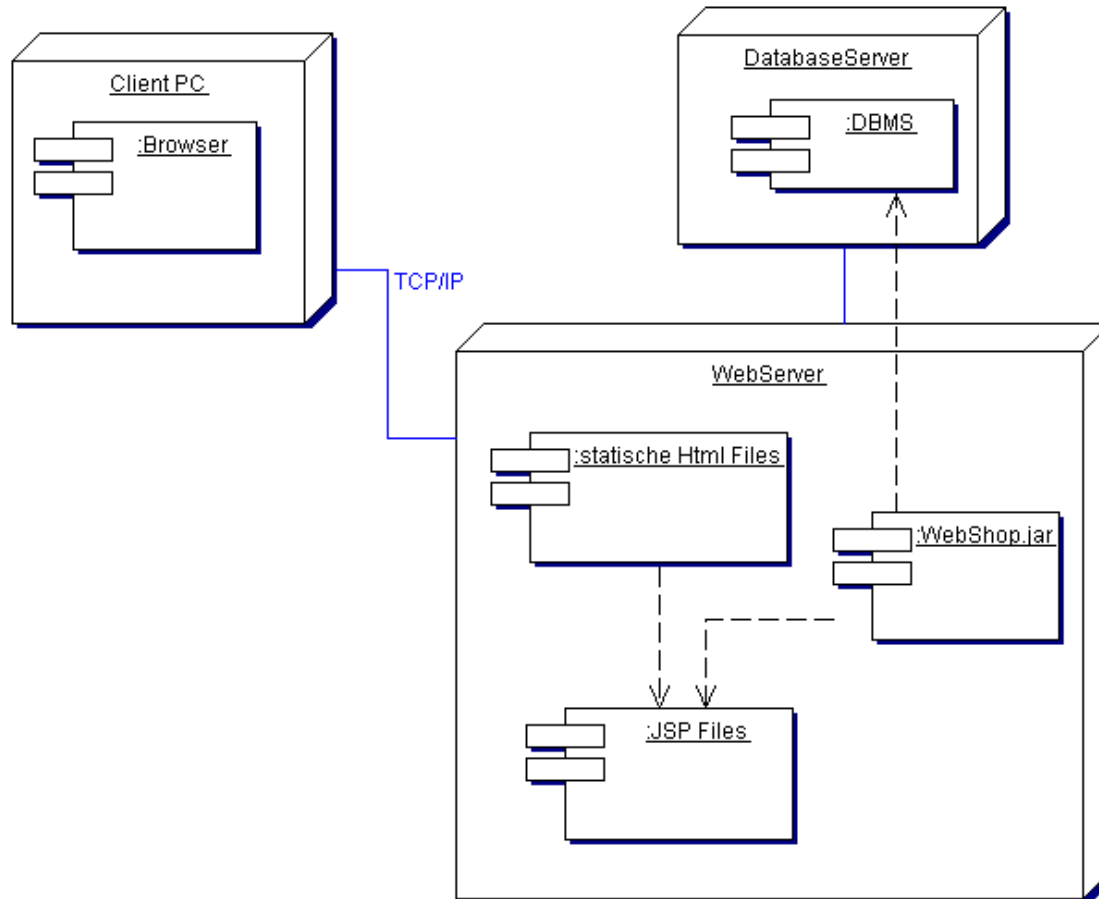 Client PC
:Browser
DatabaseServer
:DBMS
TCP/IP
WebServer
:statische Html Files
:WebShop.jar
:JSP Files